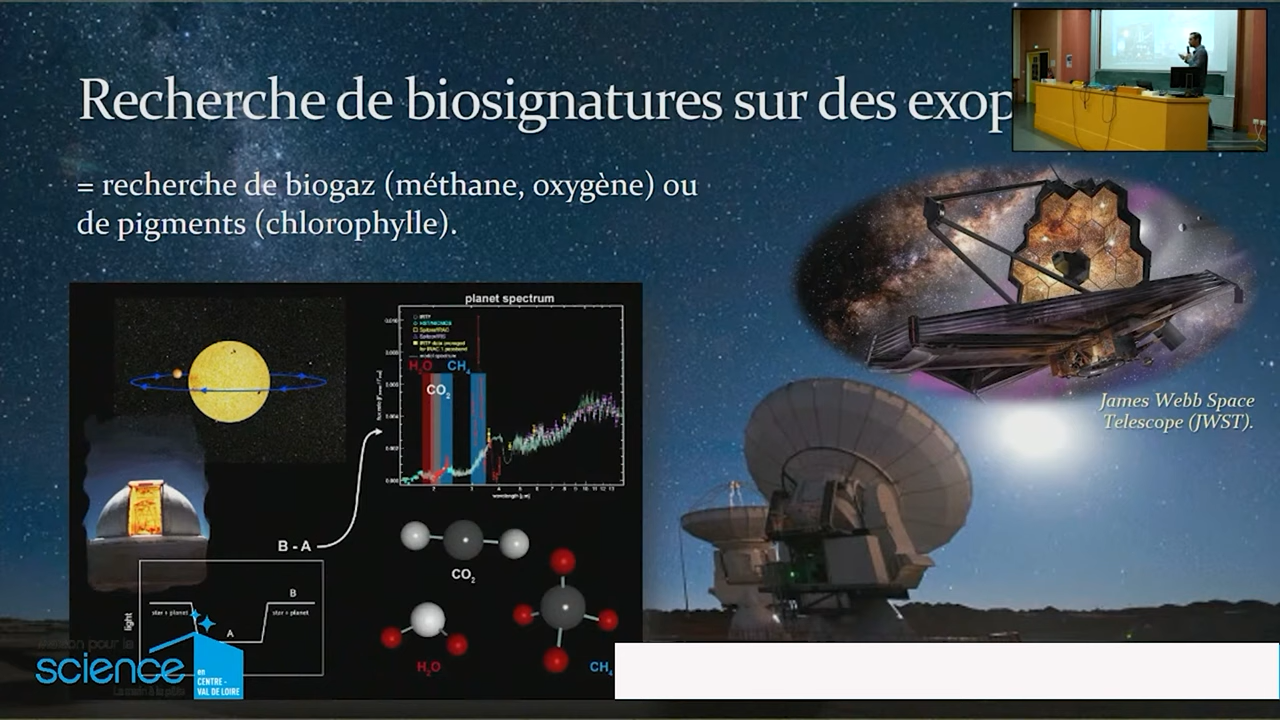 Recherche de biosignatures sur des exop
= recherche de biogaz (méthane, oxygène) ou
de pigments (chlorophylle).
planet spectrum
H₂O
CH₄
CO₂
wavelength [µm]
James Webb Space
Telescope (JWST).
B - A
CO₂
light
star + planet
A
B
star + planet
H₂O
CH₄
science
en
CENTRE -
VAL DE LOIRE